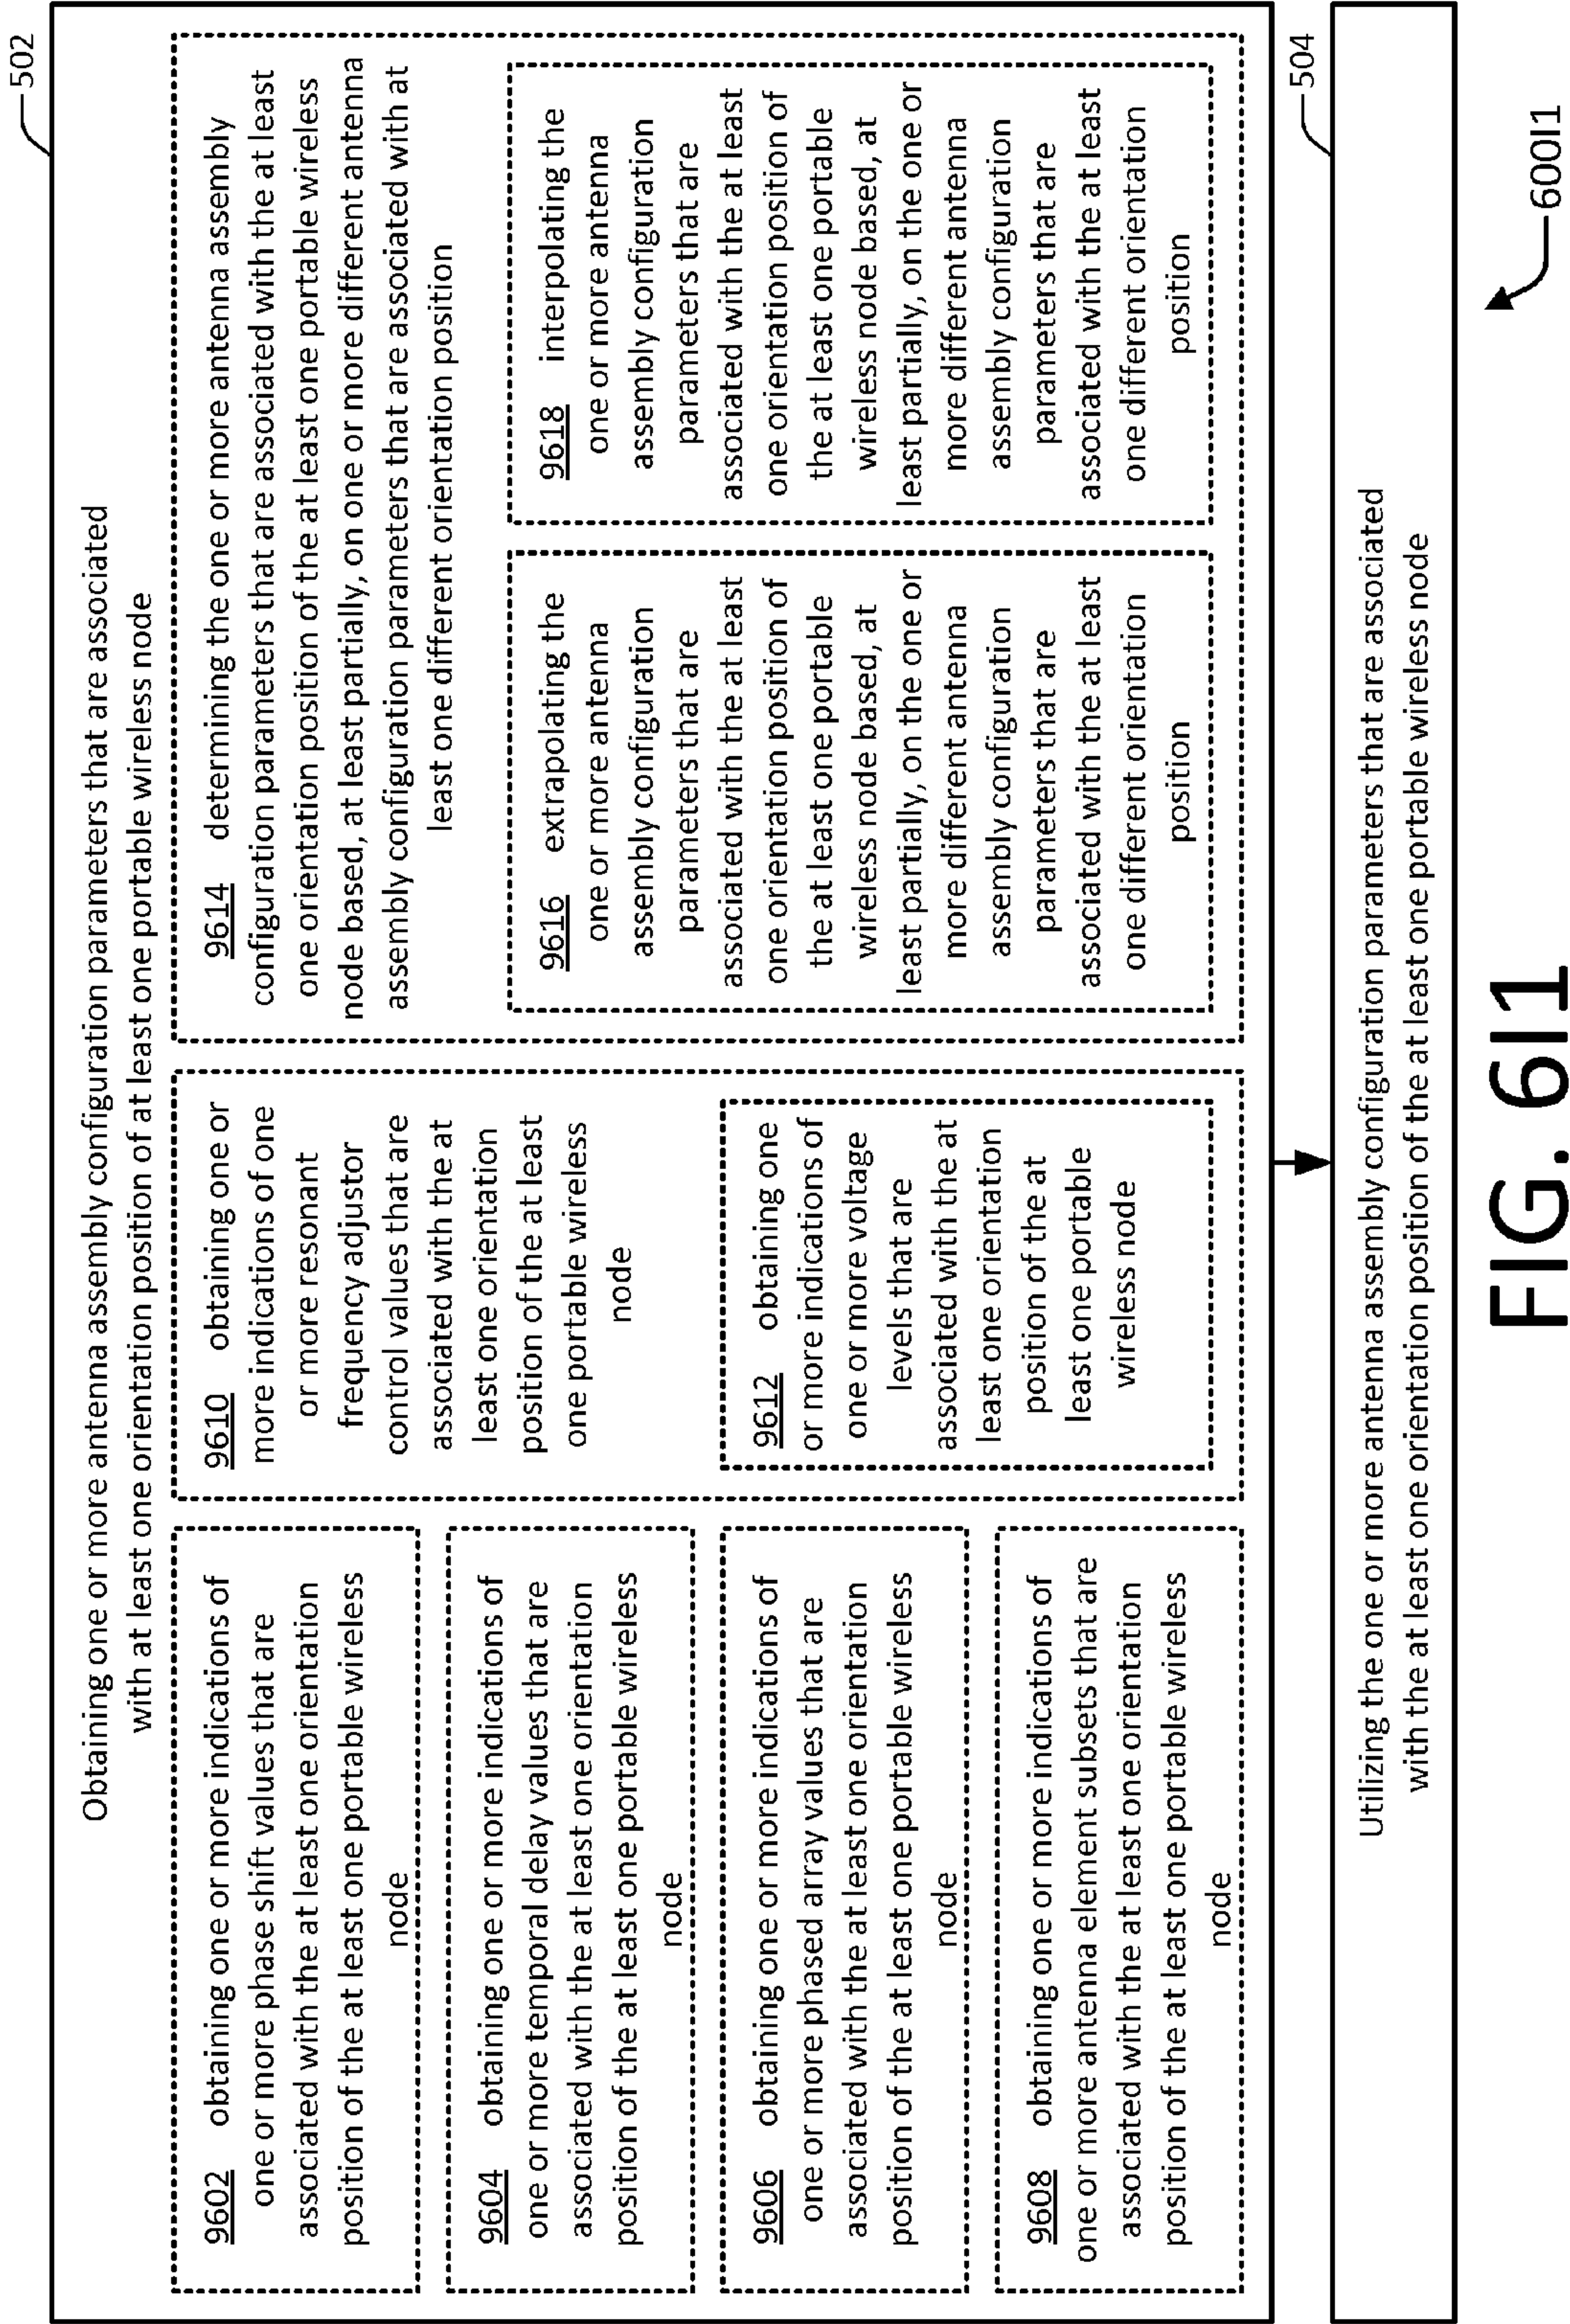 502
Obtaining one or more antenna assembly configuration parameters that are associated
with at least one orientation position of at least one portable wireless node
9602 obtaining one or more indications of
one or more phase shift values that are
associated with the at least one orientation
position of the at least one portable wireless
node
9604 obtaining one or more indications of
one or more temporal delay values that are
associated with the at least one orientation
position of the at least one portable wireless
node
9606 obtaining one or more indications of
one or more phased array values that are
associated with the at least one orientation
position of the at least one portable wireless
node
9608 obtaining one or more indications of
one or more antenna element subsets that are
associated with the at least one orientation
position of the at least one portable wireless
node
9610 obtaining one or
more indications of one
or more resonant
frequency adjustor
control values that are
associated with the at
least one orientation
position of the at least
one portable wireless
node
9612 obtaining one
or more indications of
one or more voltage
levels that are
associated with the at
least one orientation
position of the at
least one portable
wireless node
9614 determining the one or more antenna assembly
configuration parameters that are associated with the at least
one orientation position of the at least one portable wireless
node based, at least partially, on one or more different antenna
assembly configuration parameters that are associated with at
least one different orientation position
9616 extrapolating the
one or more antenna
assembly configuration
parameters that are
associated with the at least
one orientation position of
the at least one portable
wireless node based, at
least partially, on the one or
more different antenna
assembly configuration
parameters that are
associated with the at least
one different orientation
position
9618 interpolating the
one or more antenna
assembly configuration
parameters that are
associated with the at least
one orientation position of
the at least one portable
wireless node based, at
least partially, on the one or
more different antenna
assembly configuration
parameters that are
associated with the at least
one different orientation
position
504
Utilizing the one or more antenna assembly configuration parameters that are associated
with the at least one orientation position of the at least one portable wireless node
600I1
FIG. 6I1